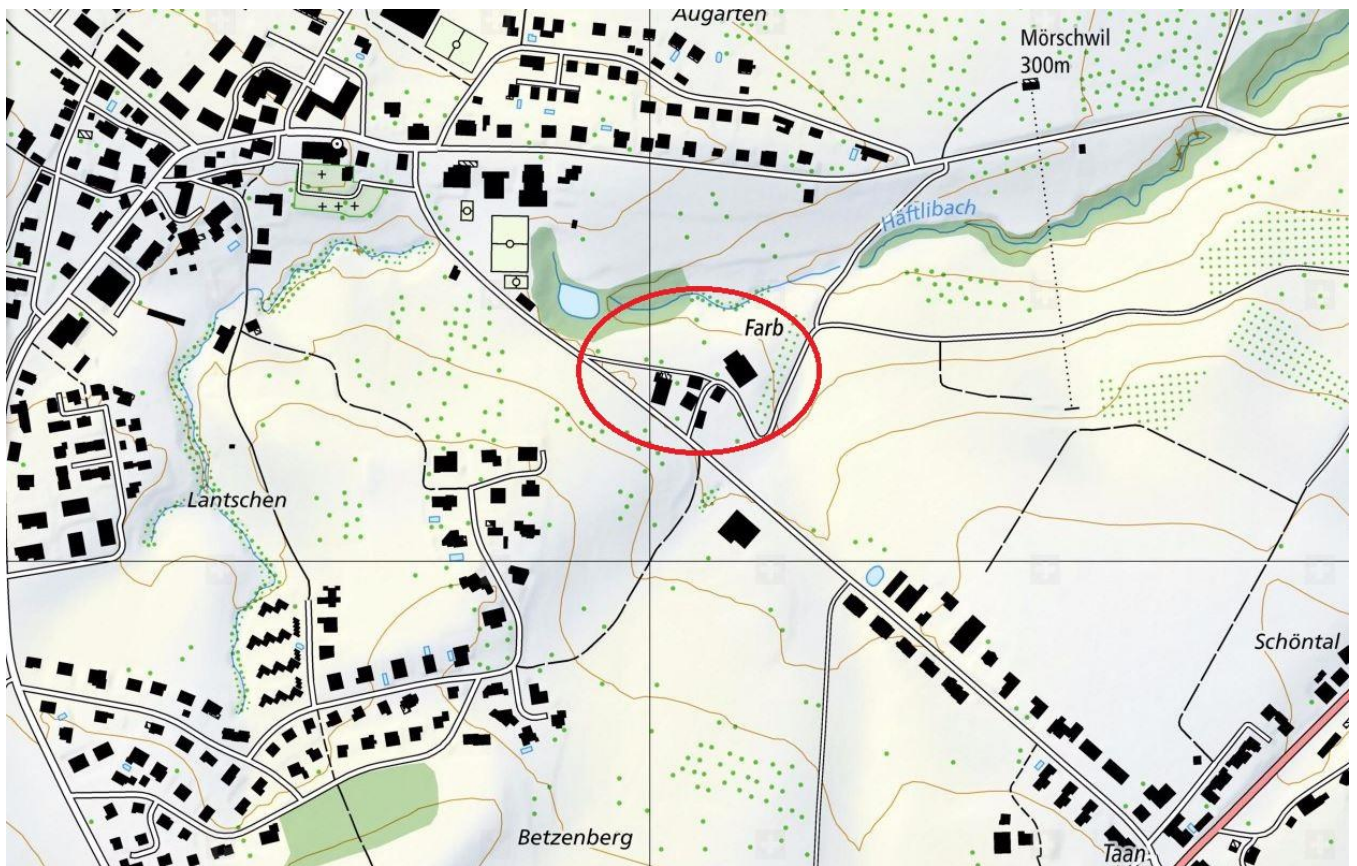 Augarten
Mörschwil
300m
Häftlibach
Farb
Lantschen
Schöntal
Betzenberg
Taan